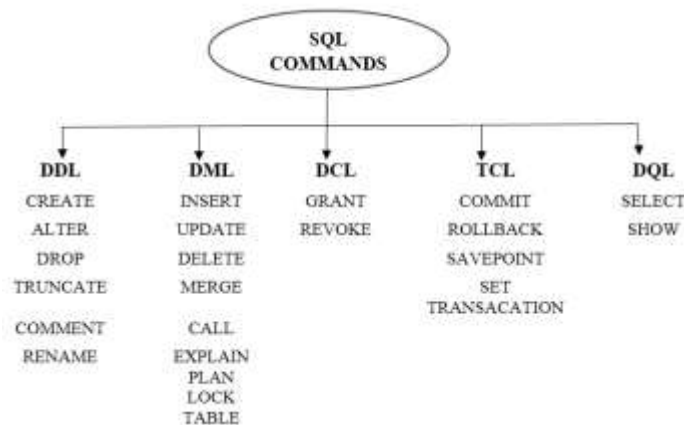 SQL
COMMANDS
DDL DML DCL TCL DQL
CREATE INSERT GRANT COMMIT SELECT
ALTER UPDATE REVOKE ROLLBACK SHOW
DROP DELETE SAVEPOINT
TRUNCATE MERGE SET
TRANSACATION
COMMENT CALL
RENAME EXPLAIN
PLAN
LOCK
TABLE